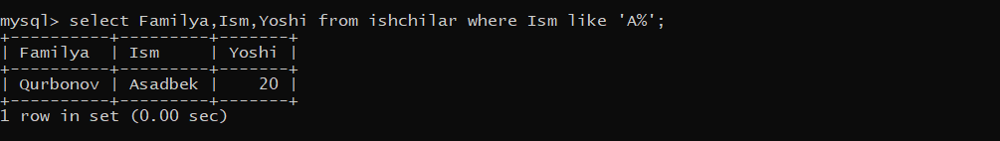 mysql> select Familya,Ism,Yoshi from ishchilar where Ism like 'A%';
+----------+---------+-------+
| Familya  | Ism     | Yoshi |
+----------+---------+-------+
| Qurbonov | Asadbek |    20 |
+----------+---------+-------+
1 row in set (0.00 sec)